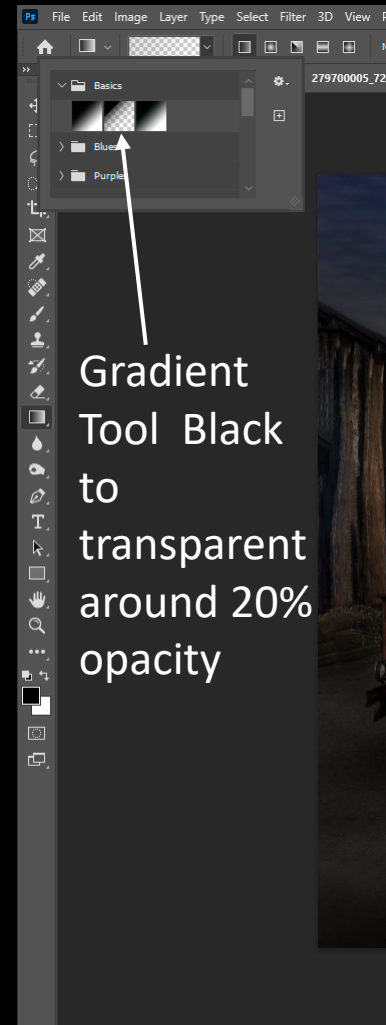 Ps File Edit Image Layer Type Select Filter 3D View
279700005_72
Basics
Blues
Purples
Gradient
Tool Black
to
transparent
around 20%
opacity